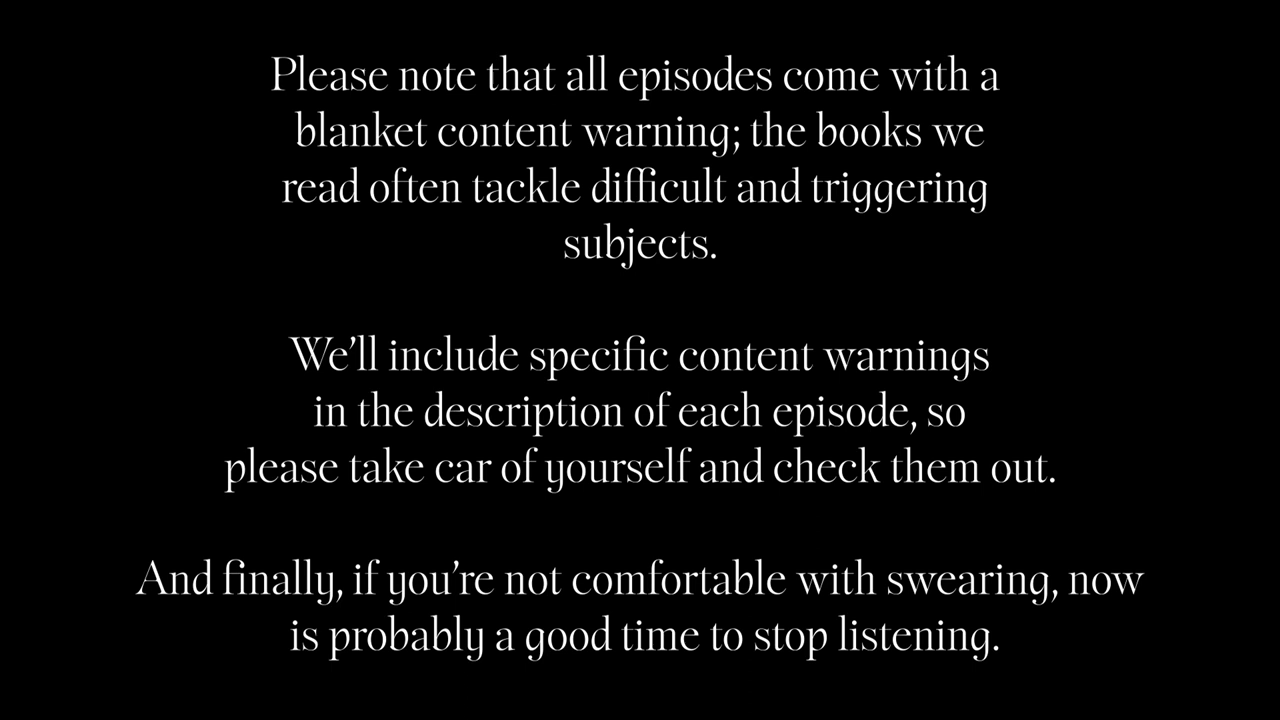 Please note that all episodes come with a
blanket content warning; the books we
read often tackle difficult and triggering
subjects.
We'll include specific content warnings
in the description of each episode, so
please take car of yourself and check them out.
And finally, if you're not comfortable with swearing, now
is probably a good time to stop listening.